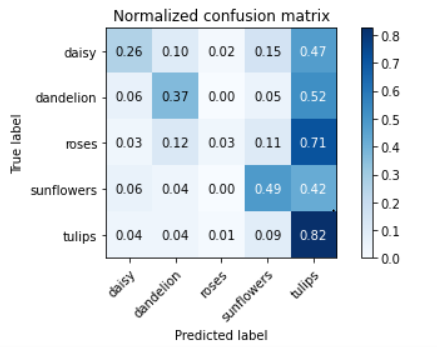 Normalized confusion matrix
True label
daisy 0.26 0.10 0.02 0.15 0.47
dandelion 0.06 0.37 0.00 0.05 0.52
roses 0.03 0.12 0.03 0.11 0.71
sunflowers 0.06 0.04 0.00 0.49 0.42
tulips 0.04 0.04 0.01 0.09 0.82
daisy dandelion roses sunflowers tulips
Predicted label
0.8
0.7
0.6
0.5
0.4
0.3
0.2
0.1
0.0